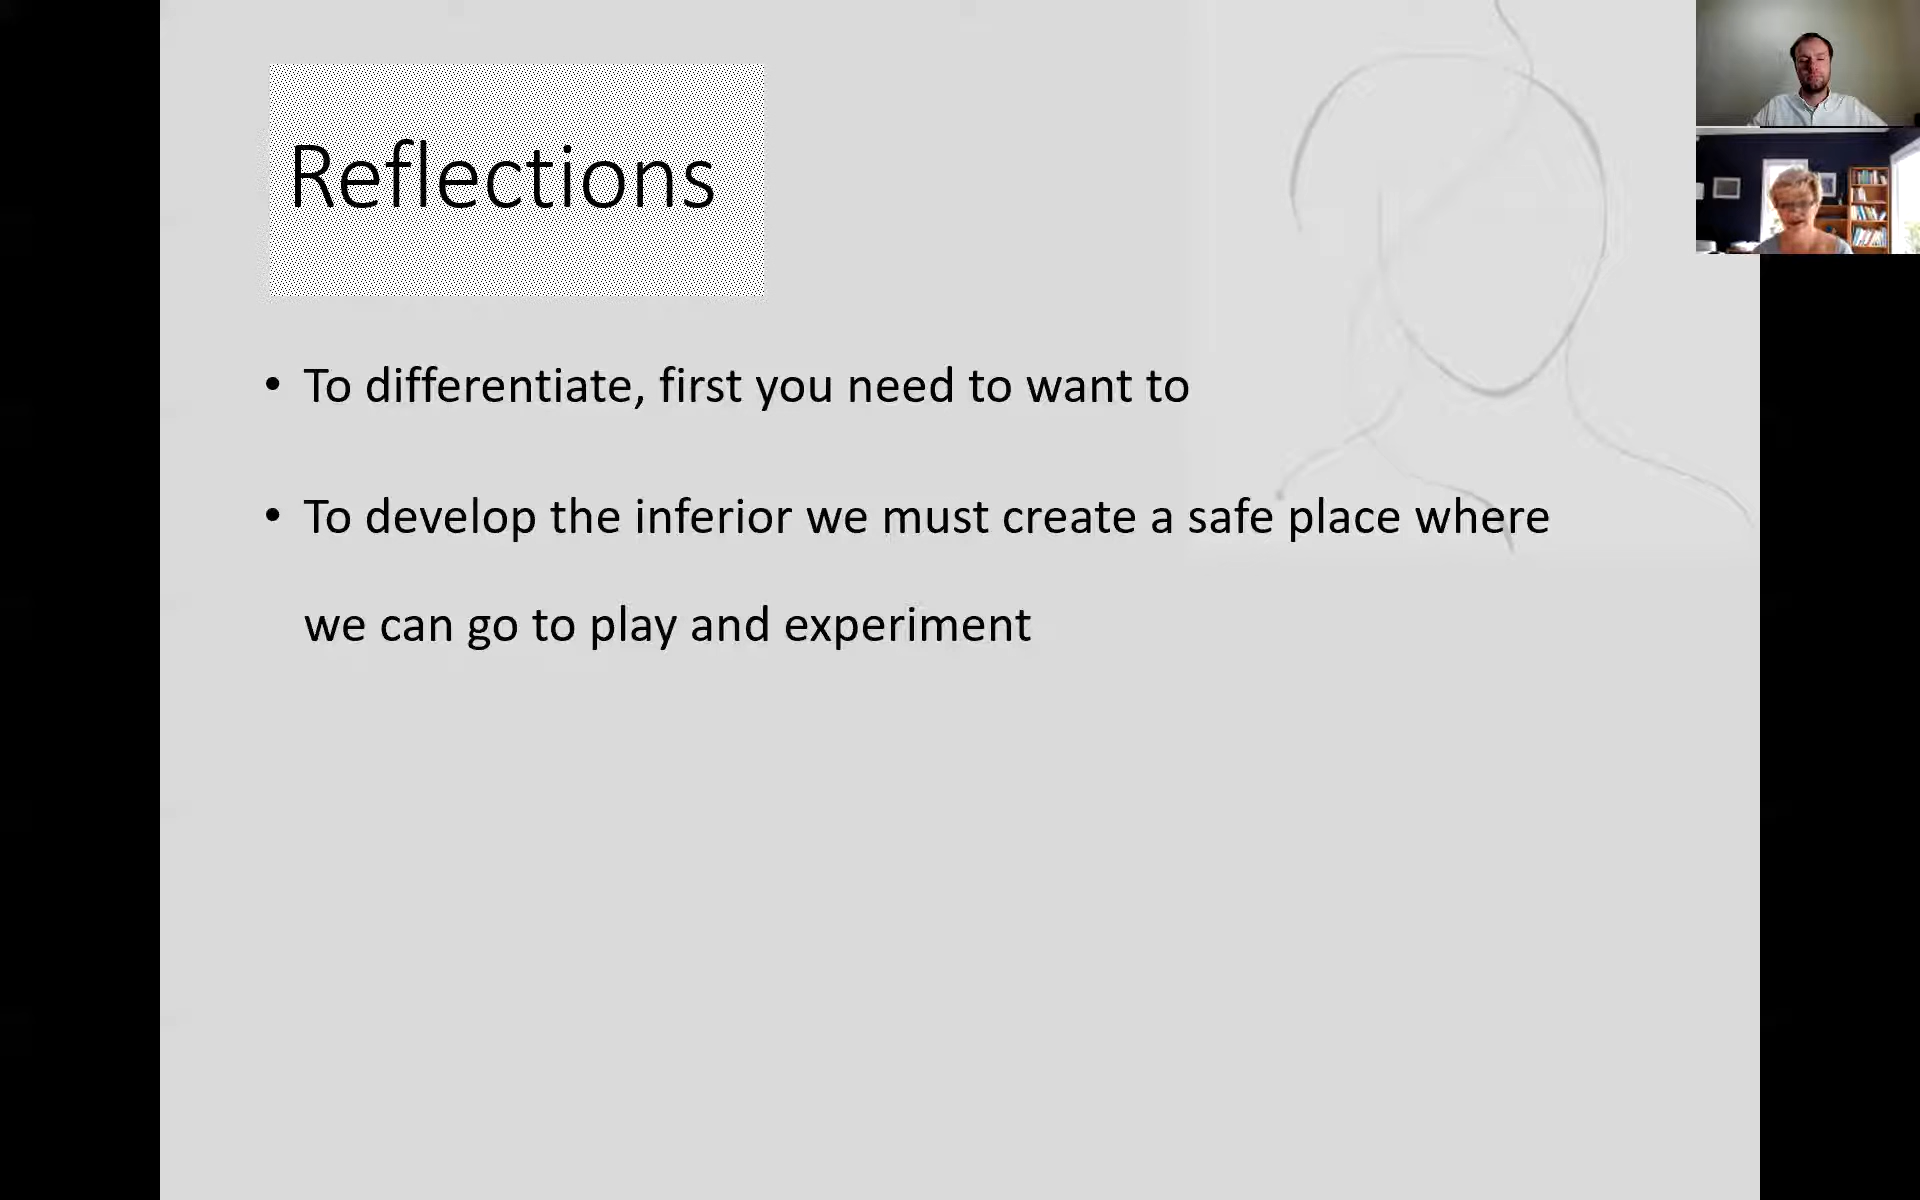 Reflections
• To differentiate, first you need to want to
• To develop the inferior we must create a safe place where
we can go to play and experiment